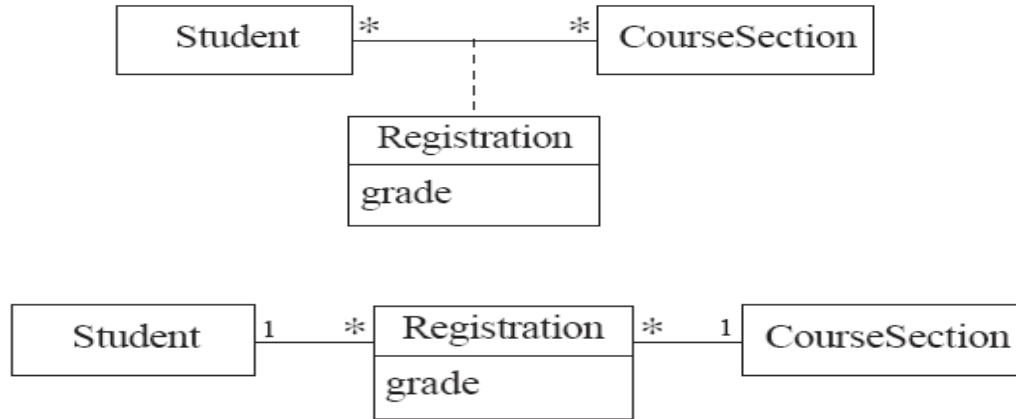 Student * * CourseSection
Registration
grade
Student 1 * Registration * 1 CourseSection
grade